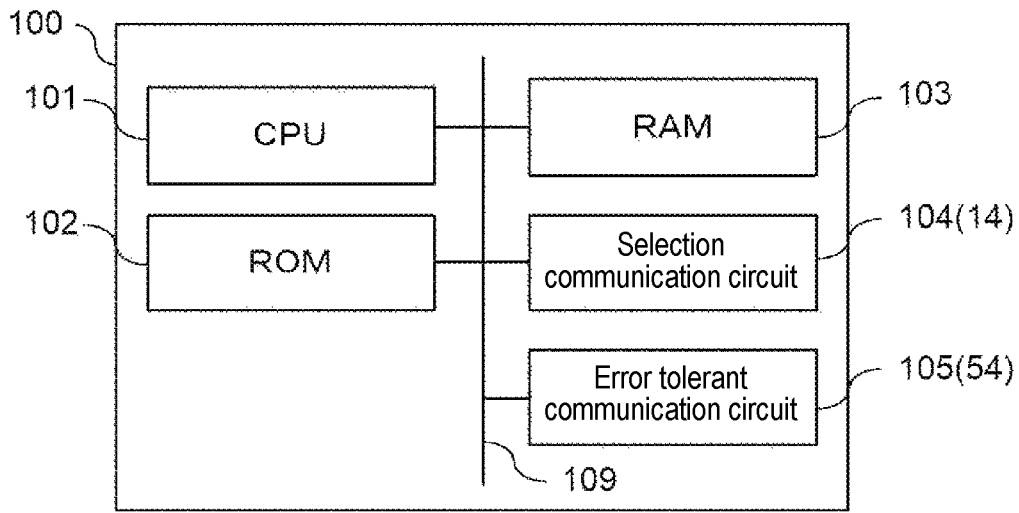 100
101
CPU
RAM
103
102
ROM
Selection
communication circuit
104(14)
Error tolerant
communication circuit
105(54)
109